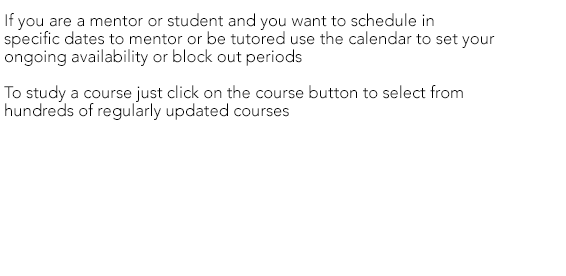 If you are a mentor or student and you want to schedule in
specific dates to mentor or be tutored use the calendar to set your
ongoing availability or block out periods
To study a course just click on the course button to select from
hundreds of regularly updated courses